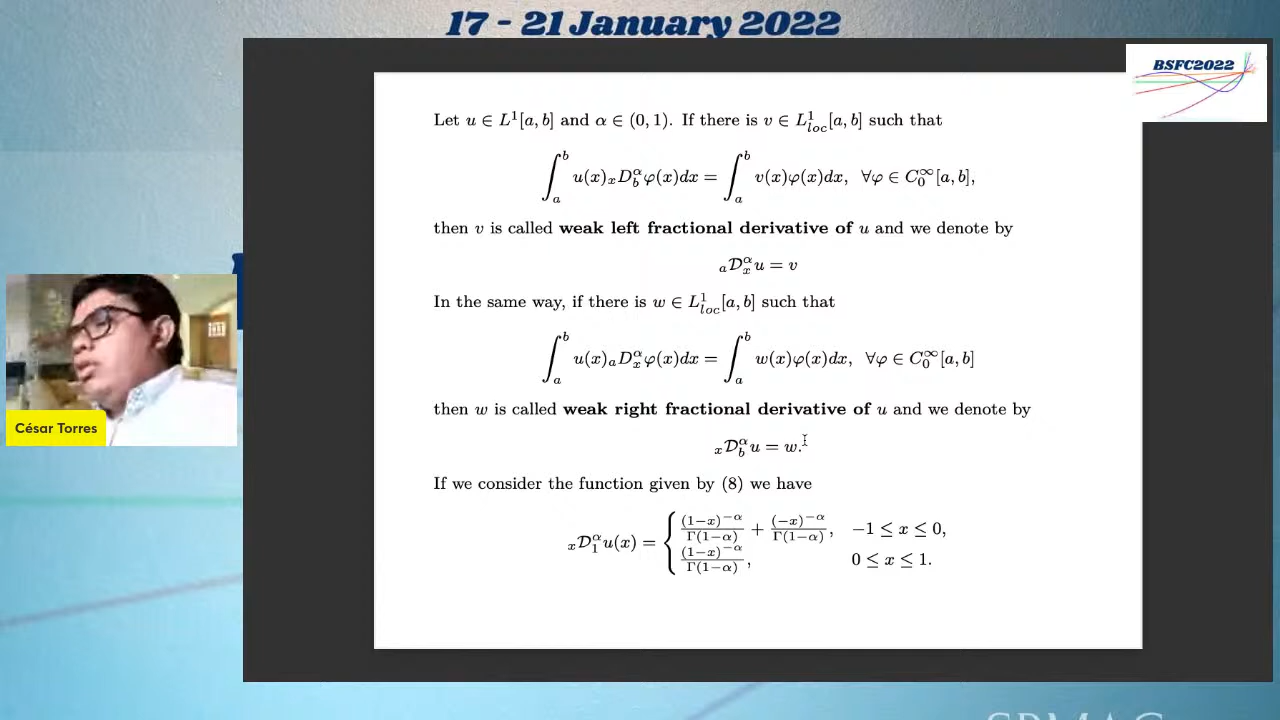 17 - 21 January 2022
BSFC2022
Let u ∈ L¹[a, b] and α ∈ (0, 1). If there is v ∈ L¹_loc[a, b] such that
∫_a^b u(x)_x D_b^α φ(x)dx = ∫_a^b v(x)φ(x)dx, ∀φ ∈ C_0^∞[a, b],
then v is called weak left fractional derivative of u and we denote by
_a𝒟_x^α u = v
In the same way, if there is w ∈ L¹_loc[a, b] such that
∫_a^b u(x)_a D_x^α φ(x)dx = ∫_a^b w(x)φ(x)dx, ∀φ ∈ C_0^∞[a, b]
then w is called weak right fractional derivative of u and we denote by
_x𝒟_b^α u = w.
If we consider the function given by (8) we have
_x𝒟_1^α u(x) = { (1−x)^{−α}/Γ(1−α) + (−x)^{−α}/Γ(1−α), −1 ≤ x ≤ 0,
(1−x)^{−α}/Γ(1−α), 0 ≤ x ≤ 1.
César Torres